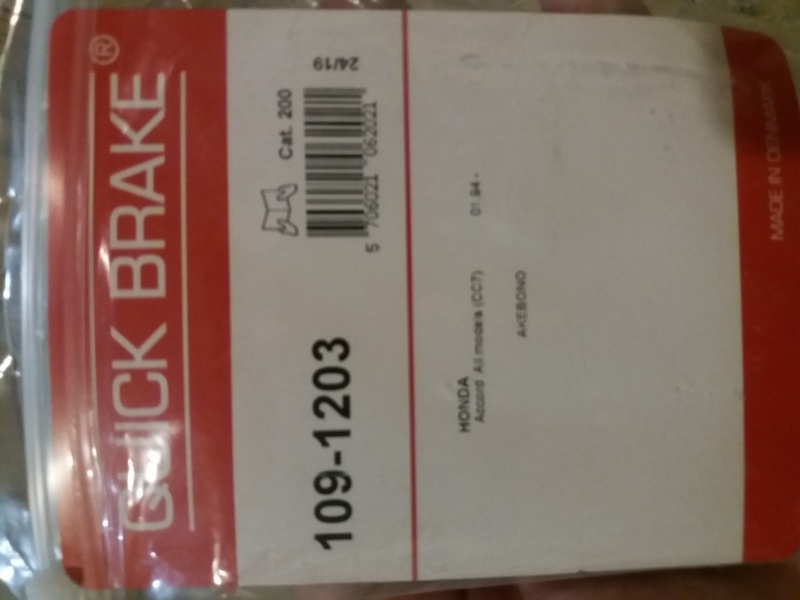 QUICK BRAKE®
109-1203
Cat. 200
5 706021 062021
24/19
HONDA
Accord All models (CC7) 01.94 -
AKEBONO
MADE IN DENMARK